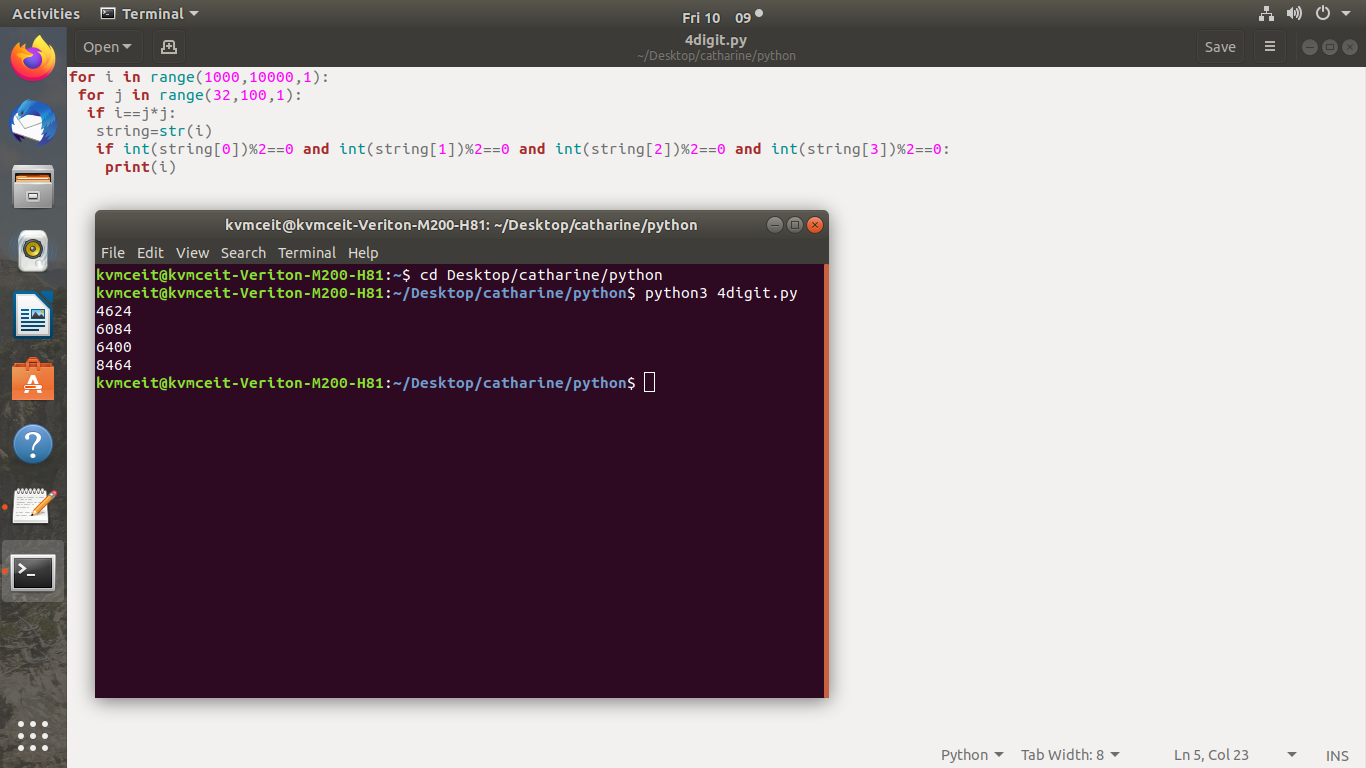 Activities
Terminal
Fri 10 09
Open
4digit.py
~/Desktop/catharine/python
Save
for i in range(1000,10000,1):
 for j in range(32,100,1):
  if i==j*j:
   string=str(i)
   if int(string[0])%2==0 and int(string[1])%2==0 and int(string[2])%2==0 and int(string[3])%2==0:
    print(i)
kvmceit@kvmceit-Veriton-M200-H81: ~/Desktop/catharine/python
File Edit View Search Terminal Help
kvmceit@kvmceit-Veriton-M200-H81:~$ cd Desktop/catharine/python
kvmceit@kvmceit-Veriton-M200-H81:~/Desktop/catharine/python$ python3 4digit.py
4624
6084
6400
8464
kvmceit@kvmceit-Veriton-M200-H81:~/Desktop/catharine/python$
Python Tab Width: 8 Ln 5, Col 23 INS